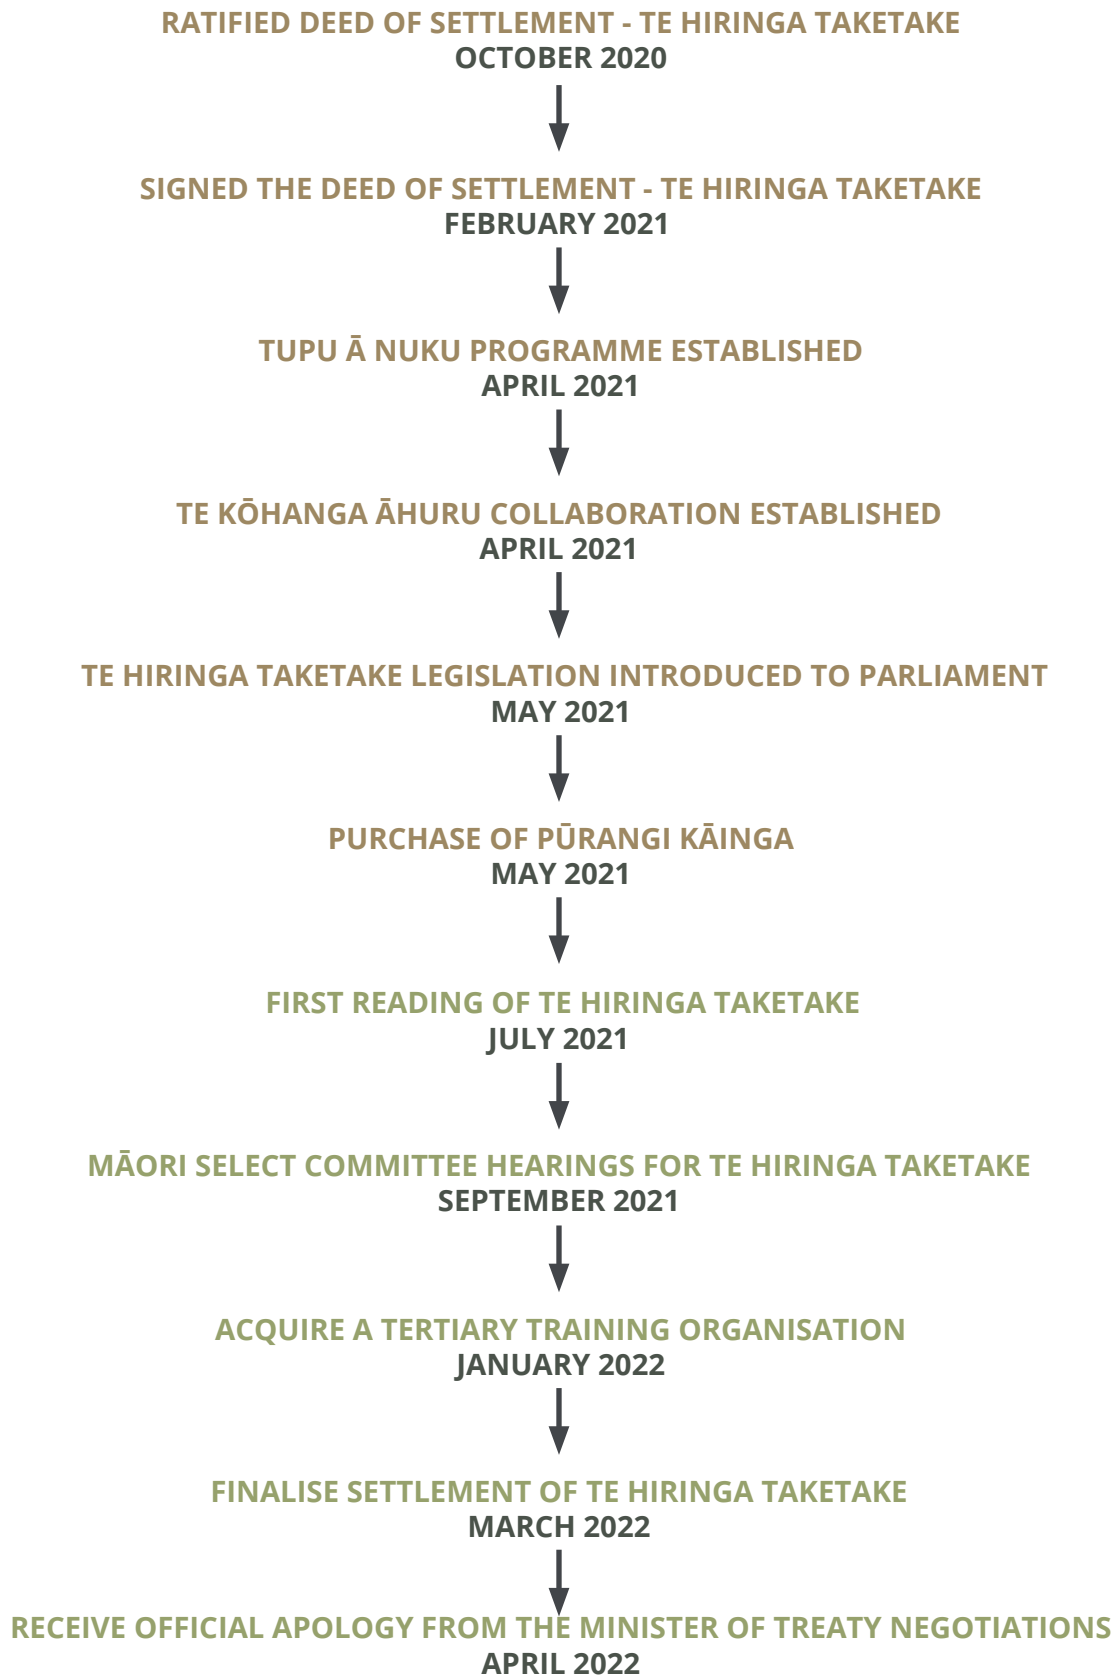 RATIFIED DEED OF SETTLEMENT - TE HIRINGA TAKETAKE
OCTOBER 2020
SIGNED THE DEED OF SETTLEMENT - TE HIRINGA TAKETAKE
FEBRUARY 2021
TUPU Ā NUKU PROGRAMME ESTABLISHED
APRIL 2021
TE KŌHANGA ĀHURU COLLABORATION ESTABLISHED
APRIL 2021
TE HIRINGA TAKETAKE LEGISLATION INTRODUCED TO PARLIAMENT
MAY 2021
PURCHASE OF PŪRANGI KĀINGA
MAY 2021
FIRST READING OF TE HIRINGA TAKETAKE
JULY 2021
MĀORI SELECT COMMITTEE HEARINGS FOR TE HIRINGA TAKETAKE
SEPTEMBER 2021
ACQUIRE A TERTIARY TRAINING ORGANISATION
JANUARY 2022
FINALISE SETTLEMENT OF TE HIRINGA TAKETAKE
MARCH 2022
RECEIVE OFFICIAL APOLOGY FROM THE MINISTER OF TREATY NEGOTIATIONS
APRIL 2022